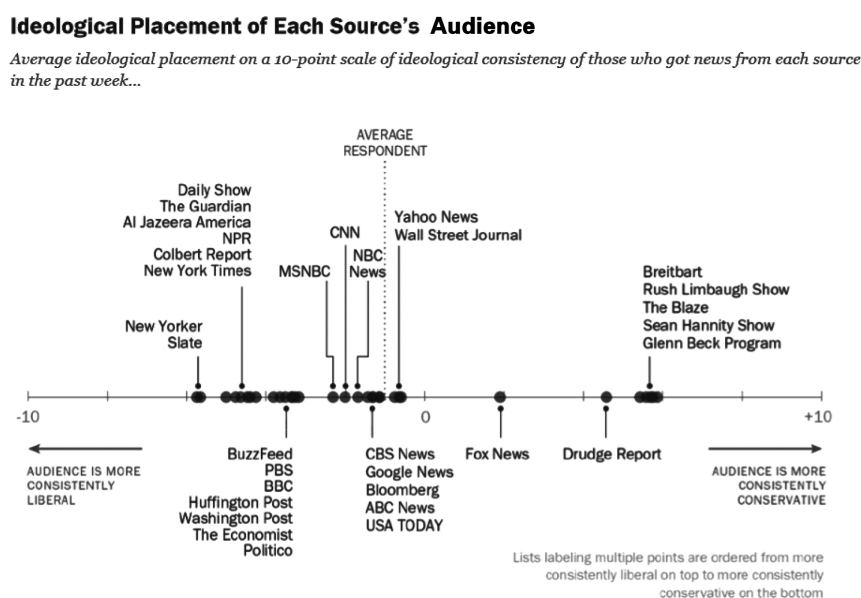 Ideological Placement of Each Source's Audience
Average ideological placement on a 10-point scale of ideological consistency of those who got news from each source
in the past week...
AVERAGE
RESPONDENT
Daily Show
The Guardian
Al Jazeera America
NPR
Colbert Report
New York Times
New Yorker
Slate
MSNBC
CNN
NBC
News
Yahoo News
Wall Street Journal
Breitbart
Rush Limbaugh Show
The Blaze
Sean Hannity Show
Glenn Beck Program
-10
0
+10
AUDIENCE IS MORE
CONSISTENTLY
LIBERAL
BuzzFeed
PBS
BBC
Huffington Post
Washington Post
The Economist
Politico
CBS News
Google News
Bloomberg
ABC News
USA TODAY
Fox News
Drudge Report
AUDIENCE IS MORE
CONSISTENTLY
CONSERVATIVE
Lists labeling multiple points are ordered from more
consistently liberal on top to more consistently
conservative on the bottom